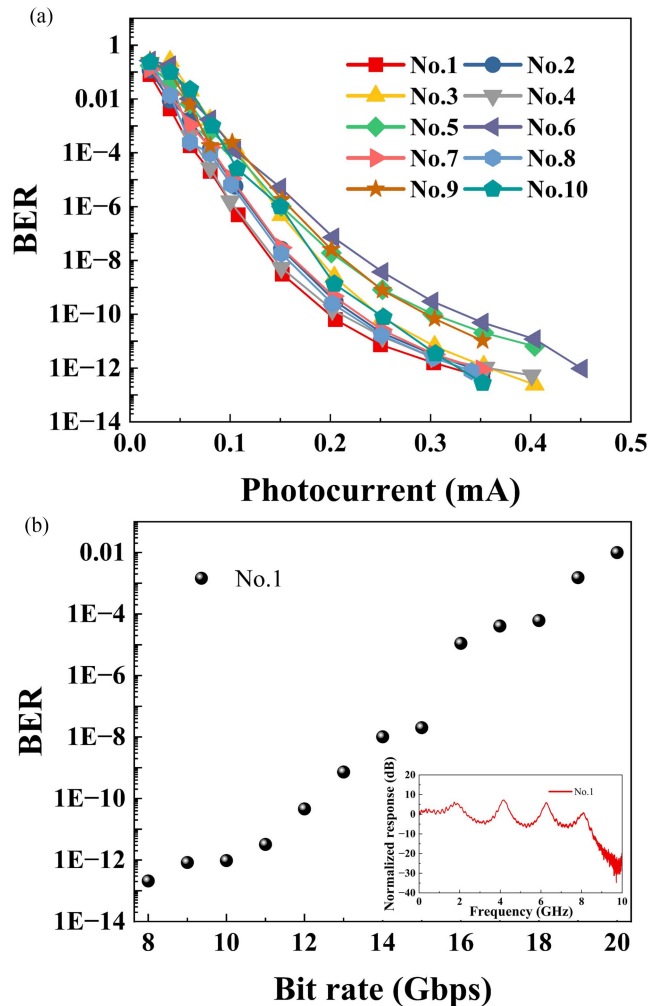 (a)
1
0.01
1E−4
1E−6
1E−8
1E−10
1E−12
1E−14
BER
No.1 No.2
No.3 No.4
No.5 No.6
No.7 No.8
No.9 No.10
0.0 0.1 0.2 0.3 0.4 0.5
Photocurrent (mA)
(b)
0.01
1E−4
1E−6
1E−8
1E−10
1E−12
1E−14
BER
No.1
20
10
0
−10
−20
−30
−40
Normalized response (dB)
No.1
0 2 4 6 8 10
Frequency (GHz)
8 10 12 14 16 18 20
Bit rate (Gbps)